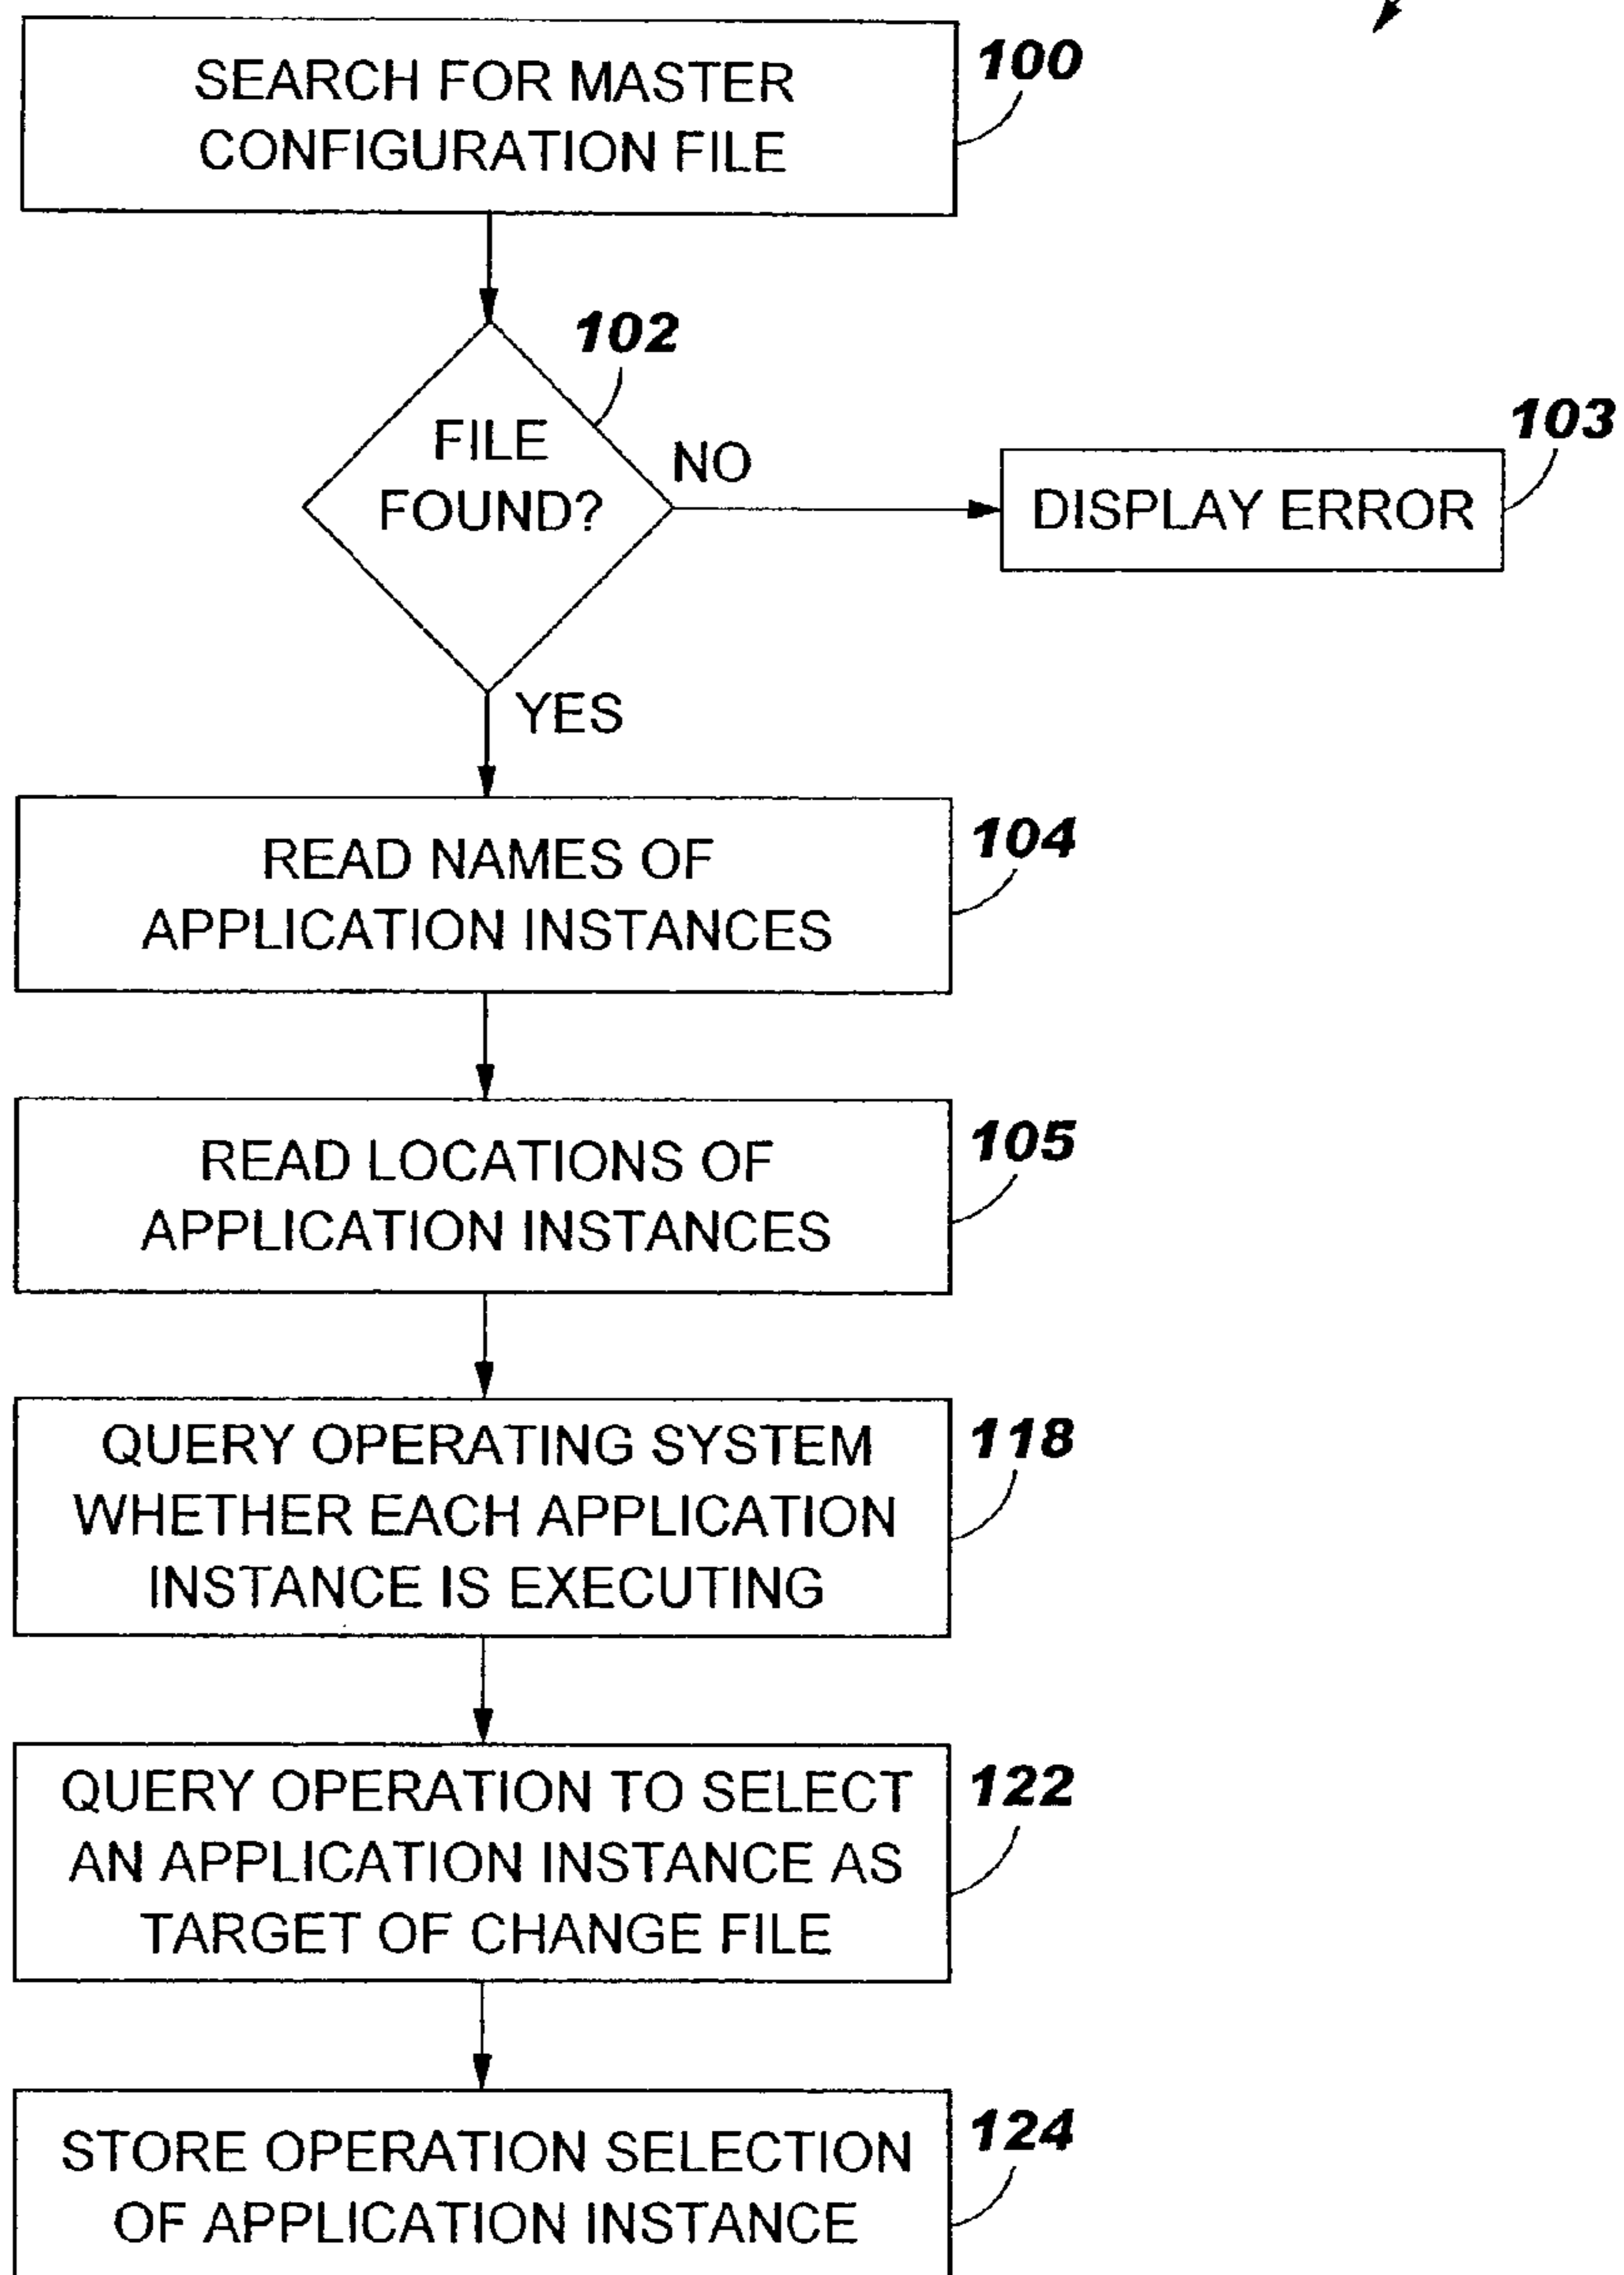 SEARCH FOR MASTER
CONFIGURATION FILE
100
102
FILE
FOUND?
NO
103
DISPLAY ERROR
YES
READ NAMES OF
APPLICATION INSTANCES
104
READ LOCATIONS OF
APPLICATION INSTANCES
105
QUERY OPERATING SYSTEM
WHETHER EACH APPLICATION
INSTANCE IS EXECUTING
118
QUERY OPERATION TO SELECT
AN APPLICATION INSTANCE AS
TARGET OF CHANGE FILE
122
STORE OPERATION SELECTION
OF APPLICATION INSTANCE
124